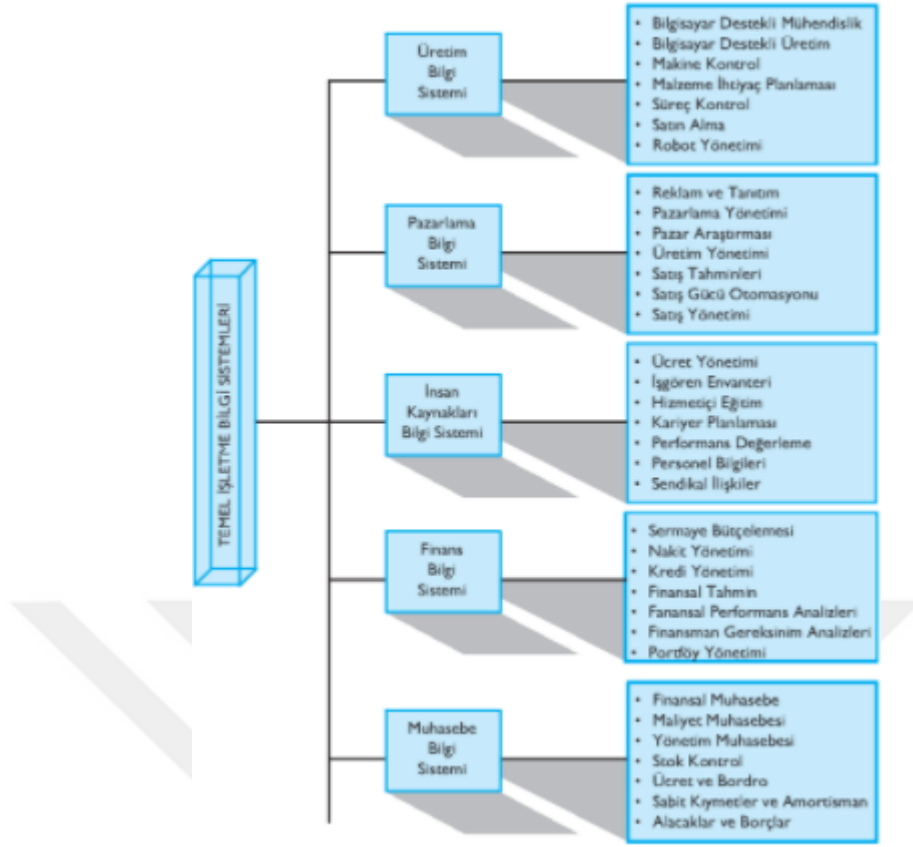 TEMEL İŞLETME BİLGİ SİSTEMLERİ
Üretim
Bilgi
Sistemi
• Bilgisayar Destekli Mühendislik
• Bilgisayar Destekli Üretim
• Makine Kontrol
• Malzeme İhtiyaç Planlaması
• Süreç Kontrol
• Satın Alma
• Robot Yönetimi
Pazarlama
Bilgi
Sistemi
• Reklam ve Tanıtım
• Pazarlama Yönetimi
• Pazar Araştırması
• Üretim Yönetimi
• Satış Tahminleri
• Satış Gücü Otomasyonu
• Satış Yönetimi
İnsan
Kaynakları
Bilgi Sistemi
• Ücret Yönetimi
• İşgören Envanteri
• Hizmetiçi Eğitim
• Kariyer Planlaması
• Performans Değerleme
• Personel Bilgileri
• Sendikal İlişkiler
Finans
Bilgi
Sistemi
• Sermaye Bütçelemesi
• Nakit Yönetimi
• Kredi Yönetimi
• Finansal Tahmin
• Fanansal Performans Analizleri
• Finansman Gereksinim Analizleri
• Portföy Yönetimi
Muhasebe
Bilgi
Sistemi
• Finansal Muhasebe
• Maliyet Muhasebesi
• Yönetim Muhasebesi
• Stok Kontrol
• Ücret ve Bordro
• Sabit Kıymetler ve Amortisman
• Alacaklar ve Borçlar